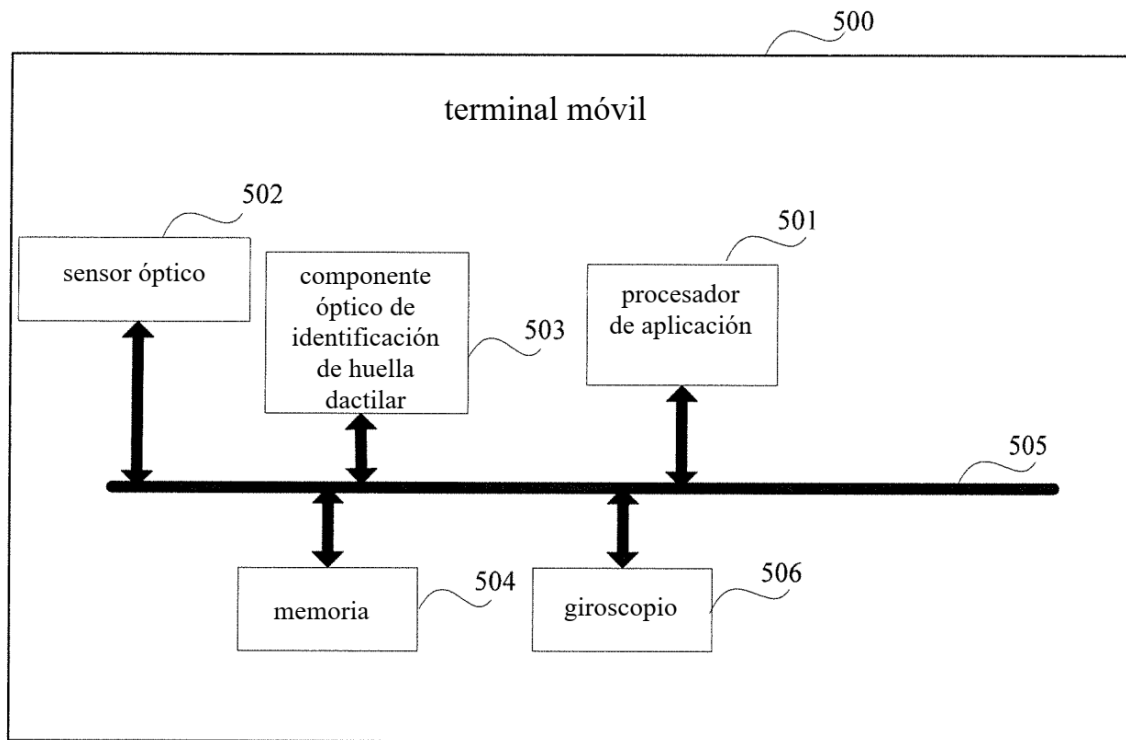 500
terminal móvil
502
sensor óptico
componente
óptico de
identificación
de huella
dactilar
503
501
procesador
de aplicación
505
memoria
504
giroscopio
506